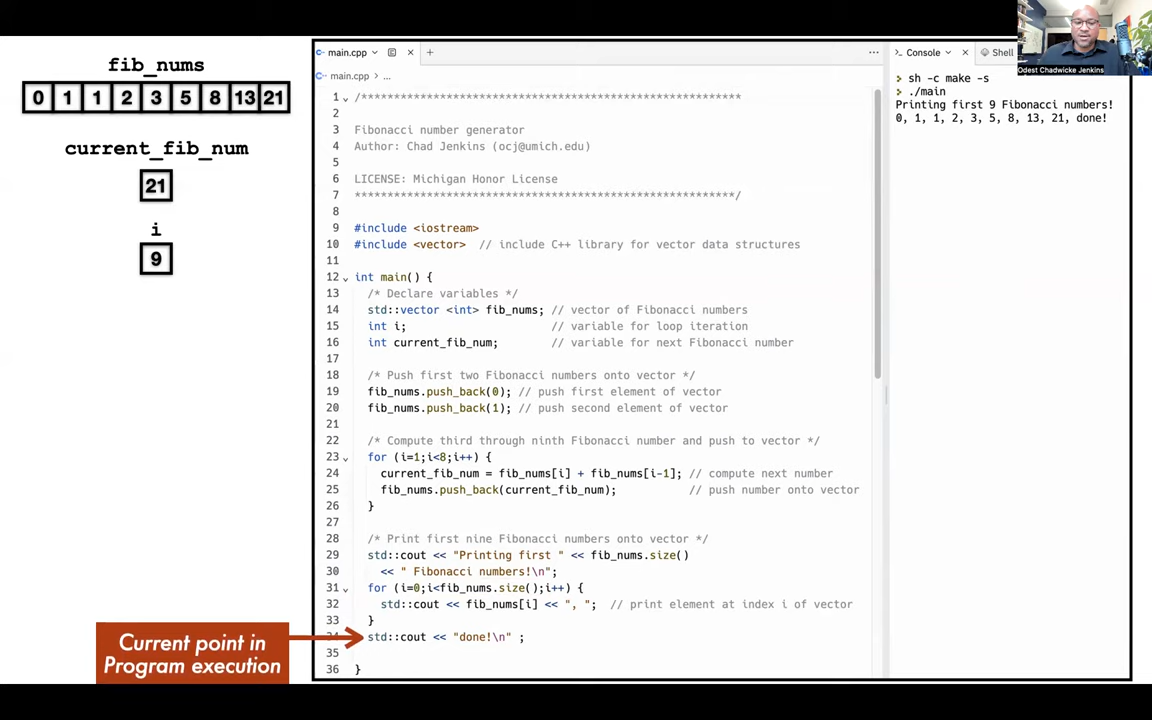 fib_nums
0 1 1 2 3 5 8 13 21
current_fib_num
21
i
9
Current point in
Program execution
main.cpp
main.cpp > ...
1 /**********************************************************
2
3 Fibonacci number generator
4 Author: Chad Jenkins (ocj@umich.edu)
5
6 LICENSE: Michigan Honor License
7 **********************************************************/
8
9 #include <iostream>
10 #include <vector>  // include C++ library for vector data structures
11
12 int main() {
13   /* Declare variables */
14   std::vector <int> fib_nums; // vector of Fibonacci numbers
15   int i;                      // variable for loop iteration
16   int current_fib_num;        // variable for next Fibonacci number
17
18   /* Push first two Fibonacci numbers onto vector */
19   fib_nums.push_back(0); // push first element of vector
20   fib_nums.push_back(1); // push second element of vector
21
22   /* Compute third through ninth Fibonacci number and push to vector */
23   for (i=1;i<8;i++) {
24     current_fib_num = fib_nums[i] + fib_nums[i-1]; // compute next number
25     fib_nums.push_back(current_fib_num);           // push number onto vector
26   }
27
28   /* Print first nine Fibonacci numbers onto vector */
29   std::cout << "Printing first " << fib_nums.size()
30     << " Fibonacci numbers!\n";
31   for (i=0;i<fib_nums.size();i++) {
32     std::cout << fib_nums[i] << ", ";  // print element at index i of vector
33   }
34   std::cout << "done!\n" ;
35
36 }
Console
Shell
sh -c make -s
./main
Printing first 9 Fibonacci numbers!
0, 1, 1, 2, 3, 5, 8, 13, 21, done!
Odest Chadwicke Jenkins